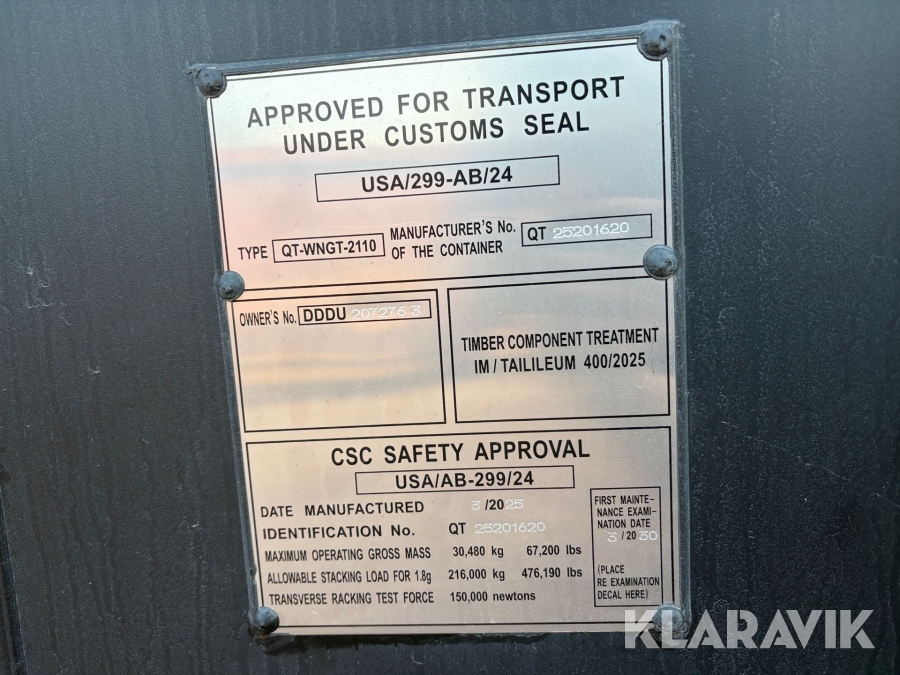 APPROVED FOR TRANSPORT
UNDER CUSTOMS SEAL
USA/299-AB/24
TYPE QT-WNGT-2110
MANUFACTURER'S No.
OF THE CONTAINER
QT 25201620
OWNER'S No. DDDU 207276 3
TIMBER COMPONENT TREATMENT
IM / TAILILEUM 400/2025
CSC SAFETY APPROVAL
USA/AB-299/24
DATE MANUFACTURED 3 /2025
IDENTIFICATION No. QT 25201620
MAXIMUM OPERATING GROSS MASS 30,480 kg 67,200 lbs
ALLOWABLE STACKING LOAD FOR 1.8g 216,000 kg 476,190 lbs
TRANSVERSE RACKING TEST FORCE 150,000 newtons
FIRST MAINTE-
NANCE EXAMI-
NATION DATE
3 / 20 30
(PLACE
RE EXAMINATION
DECAL HERE)
KLARAVIK